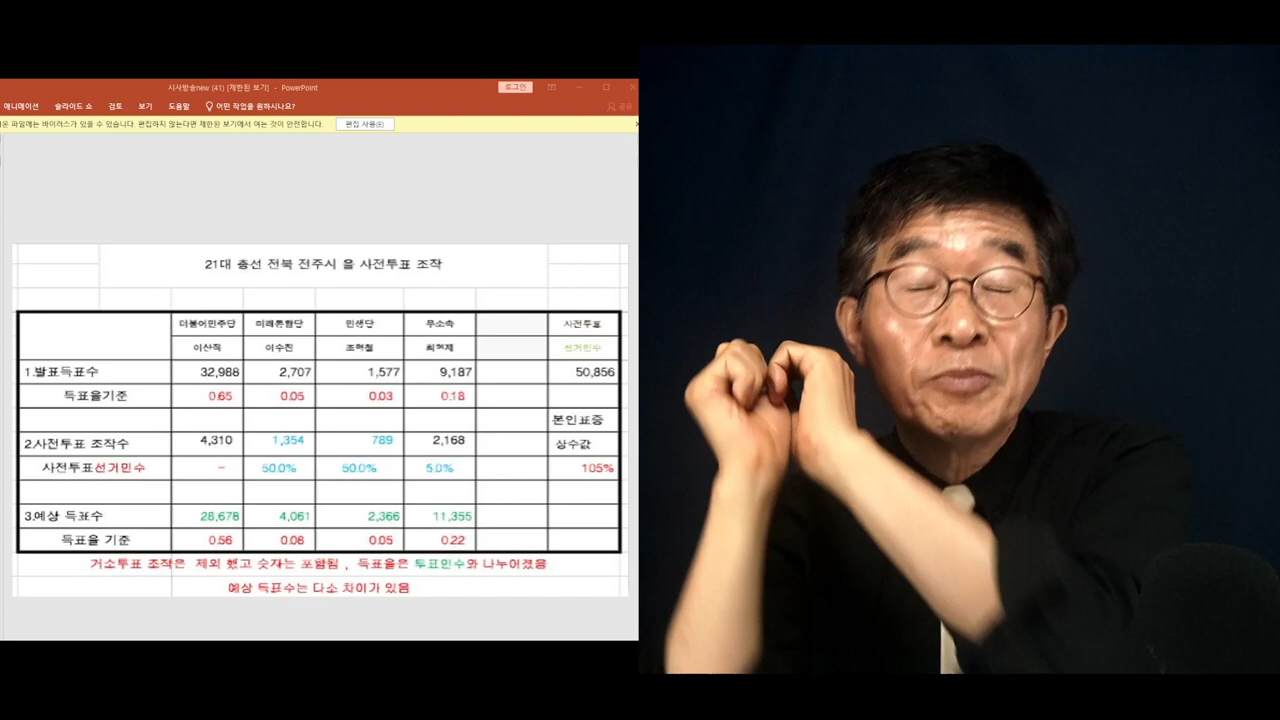 시사방송new (41) [제한된 보기] - PowerPoint 로그인
애니메이션 슬라이드 쇼 검토 보기 도움말 어떤 작업을 원하시나요? 공유
은 파일에는 바이러스가 있을 수 있습니다. 편집하지 않는다면 제한된 보기에서 여는 것이 안전합니다. 편집 사용(E)
21대 총선 전북 전주시 을 사전투표 조작
더불어민주당 미래통합당 민생당 무소속 사전투표
이상직 이수진 조형철 최형재 선거인수
1.발표득표수 32,988 2,707 1,577 9,187 50,856
득표율기준 0.65 0.05 0.03 0.18
본인표중
2.사전투표 조작수 4,310 1,354 789 2,168 상수값
사전투표선거인수 - 50.0% 50.0% 5.0% 105%
3.예상 득표수 28,678 4,061 2,366 11,355
득표율 기준 0.56 0.08 0.05 0.22
거소투표 조작은 제외 했고 숫자는 포함됨 , 득표율은 투표인수와 나누어졌음
예상 득표수는 다소 차이가 있음